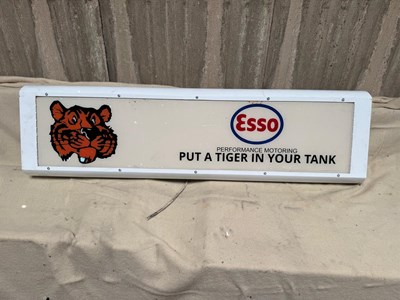 Esso
PERFORMANCE MOTORING
PUT A TIGER IN YOUR TANK